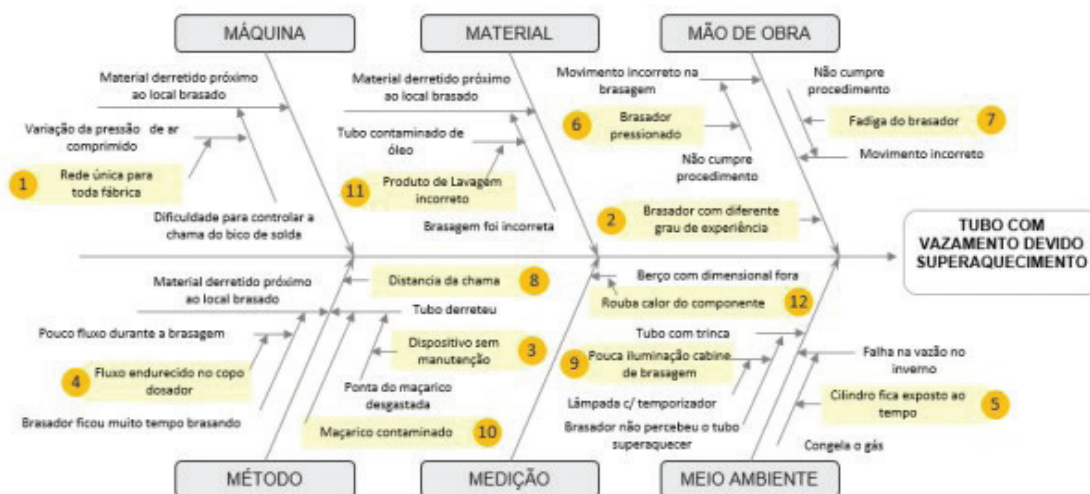 MÁQUINA
MATERIAL
MÃO DE OBRA
Material derretido próximo
ao local brasado
Variação da pressão de ar
comprimido
1
Rede única para
toda fábrica
Dificuldade para controlar a
chama do bico de solda
Material derretido próximo
ao local brasado
Tubo contaminado de
óleo
11
Produto de Lavagem
incorreto
Brasagem foi incorreta
Movimento incorreto na
brasagem
6
Brasador
pressionado
Não cumpre
procedimento
Não cumpre
procedimento
Fadiga do brasador
7
Movimento incorreto
2
Brasador com diferente
grau de experiência
TUBO COM
VAZAMENTO DEVIDO
SUPERAQUECIMENTO
Material derretido próximo
ao local brasado
Distancia da chama
8
Pouco fluxo durante a brasagem
Tubo derreteu
4
Fluxo endurecido no copo
dosador
Dispositivo sem
manutenção
3
Ponta do maçarico
desgastada
Brasador ficou muito tempo brasando
Maçarico contaminado
10
Berço com dimensional fora
Rouba calor do componente
12
Tubo com trinca
9
Pouca iluminação cabine
de brasagem
Lâmpada c/ temporizador
Brasador não percebeu o tubo
superaquecer
Falha na vazão no
inverno
Cilindro fica exposto ao
tempo
5
Congela o gás
MÉTODO
MEDIÇÃO
MEIO AMBIENTE